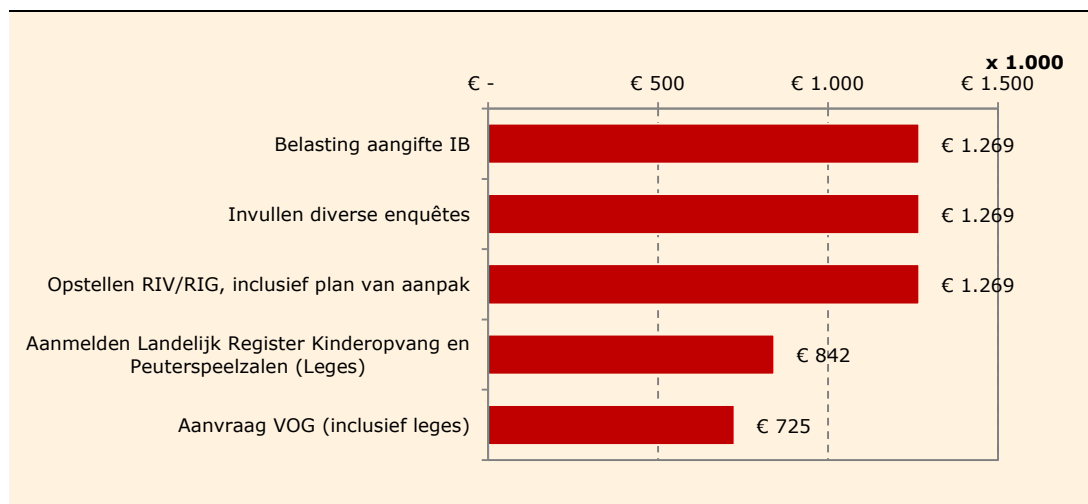 x 1.000
€ - € 500 € 1.000 € 1.500
Belasting aangifte IB € 1.269
Invullen diverse enquêtes € 1.269
Opstellen RIV/RIG, inclusief plan van aanpak € 1.269
Aanmelden Landelijk Register Kinderopvang en
Peuterspeelzalen (Leges) € 842
Aanvraag VOG (inclusief leges) € 725